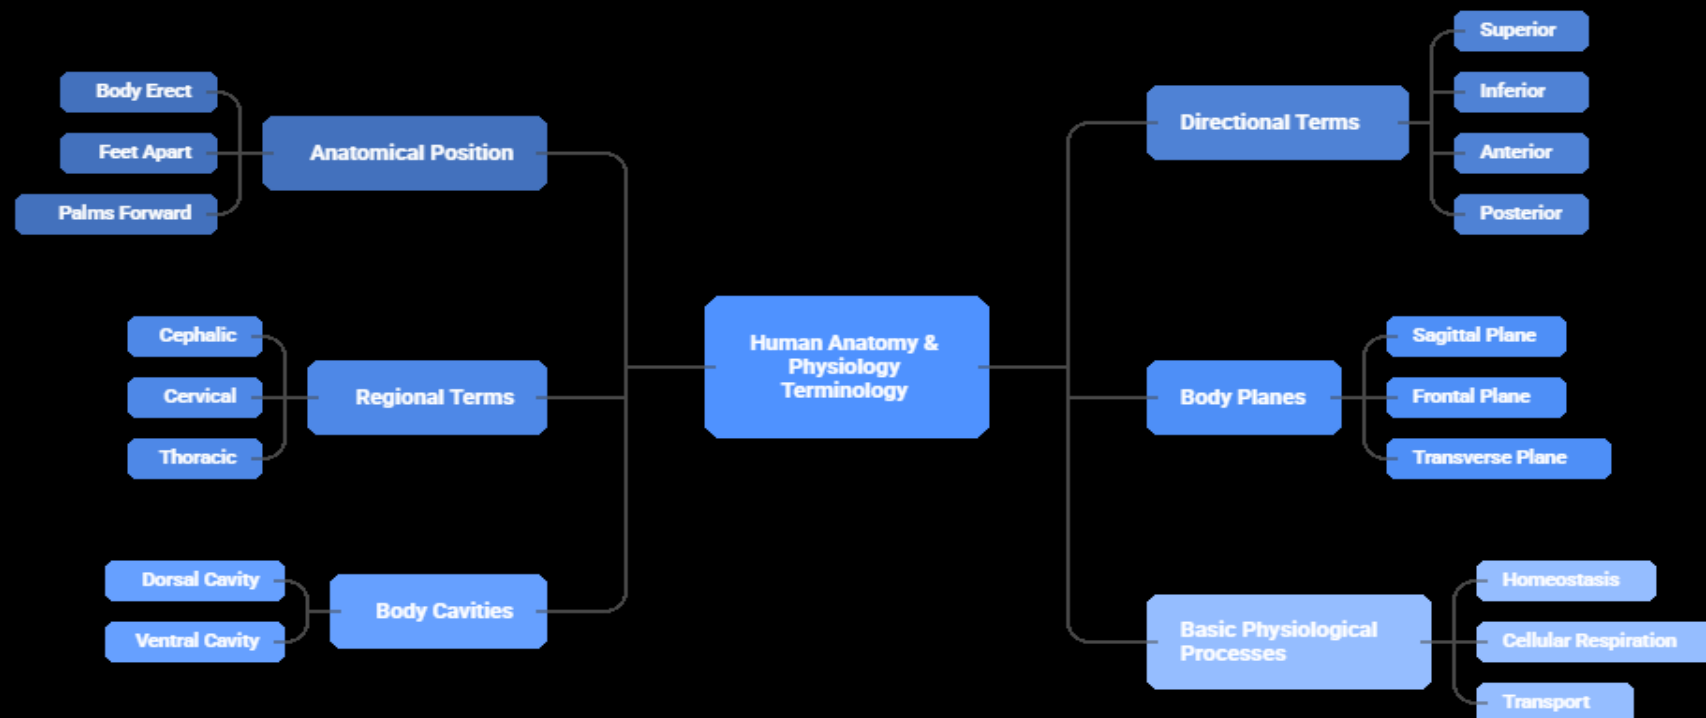 Human Anatomy &
Physiology
Terminology
Anatomical Position
Body Erect
Feet Apart
Palms Forward
Regional Terms
Cephalic
Cervical
Thoracic
Body Cavities
Dorsal Cavity
Ventral Cavity
Directional Terms
Superior
Inferior
Anterior
Posterior
Body Planes
Sagittal Plane
Frontal Plane
Transverse Plane
Basic Physiological
Processes
Homeostasis
Cellular Respiration
Transport